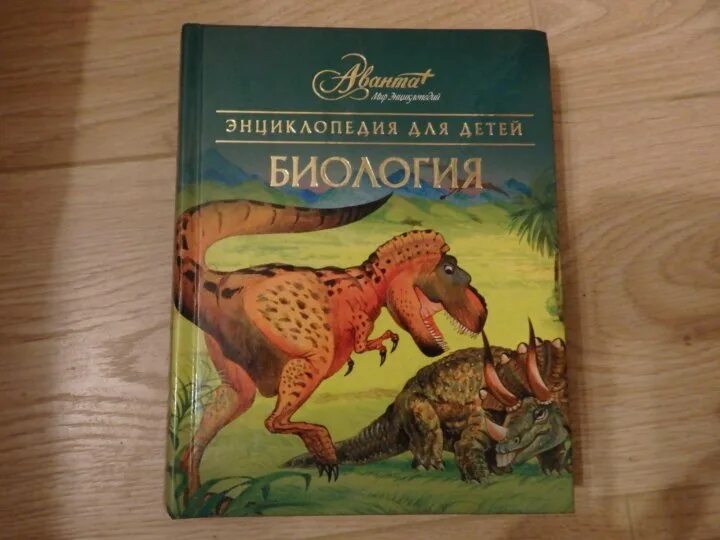 Аванта+
Мир Энциклопедий
ЭНЦИКЛОПЕДИЯ ДЛЯ ДЕТЕЙ
БИОЛОГИЯ